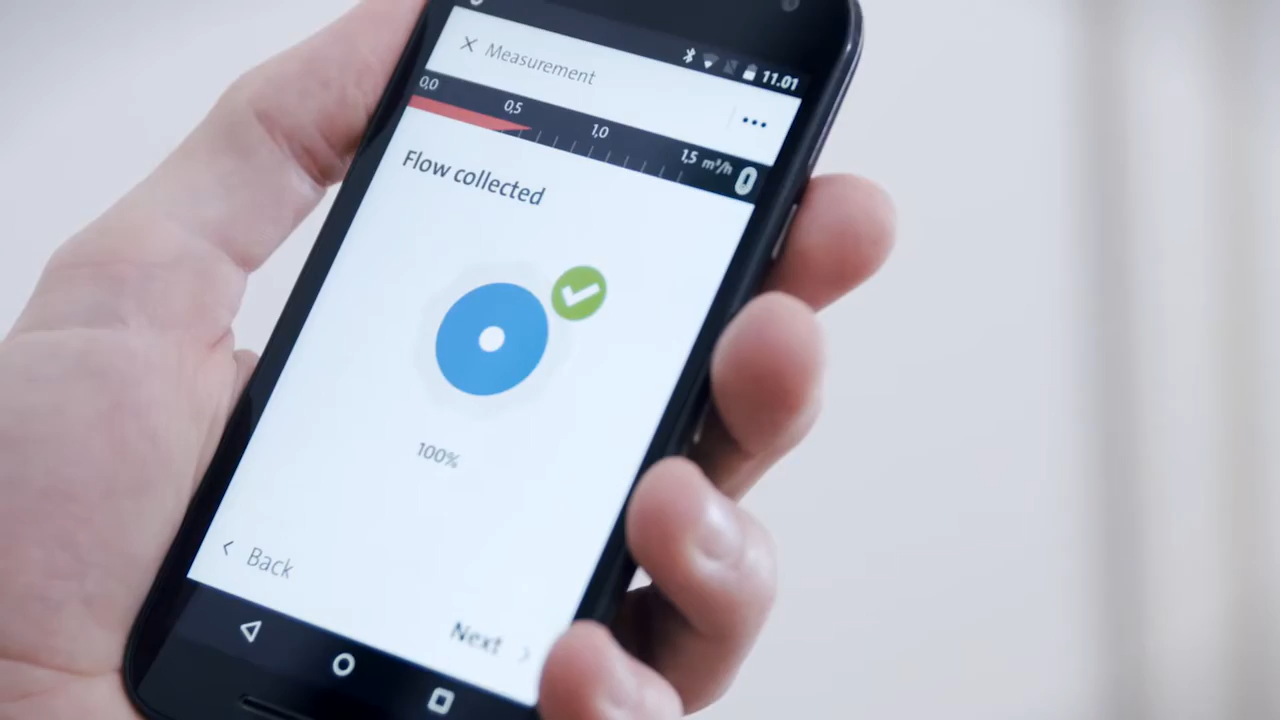 11.01
Measurement
0,0 0,5 1,0 1,5 m³/h
Flow collected
100%
Back
Next